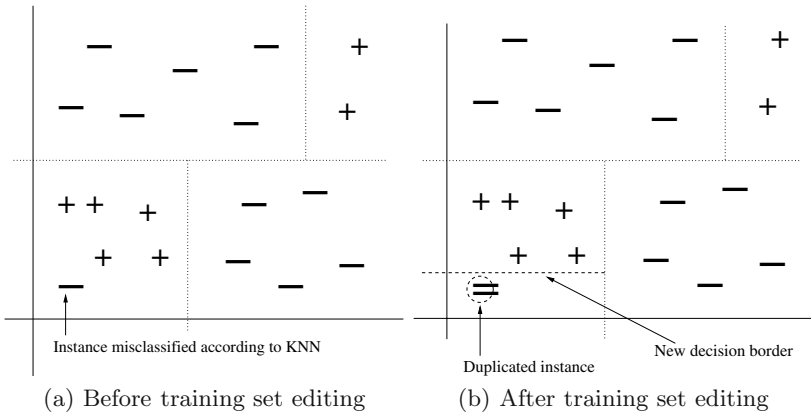 Instance misclassified according to KNN
Duplicated instance
New decision border
(a) Before training set editing
(b) After training set editing